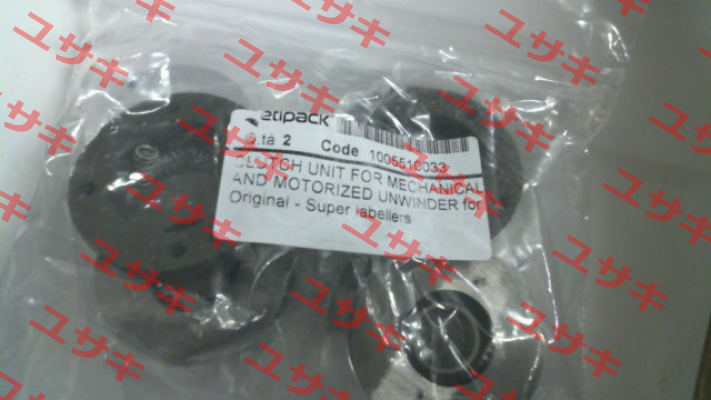 etipack
Q.tà 2 Code 1005510033
CLUTCH UNIT FOR MECHANICAL
AND MOTORIZED UNWINDER for
Original - Super labellers
ユサキ